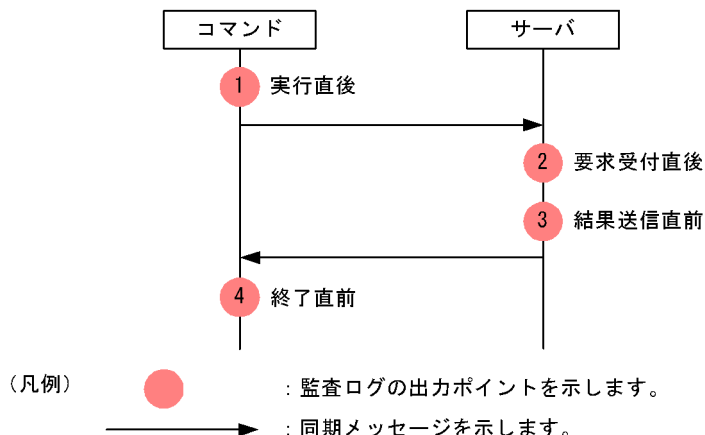 コマンド
サーバ
1 実行直後
2 要求受付直後
3 結果送信直前
4 終了直前
(凡例)
：監査ログの出力ポイントを示します。
：同期メッセージを示します。